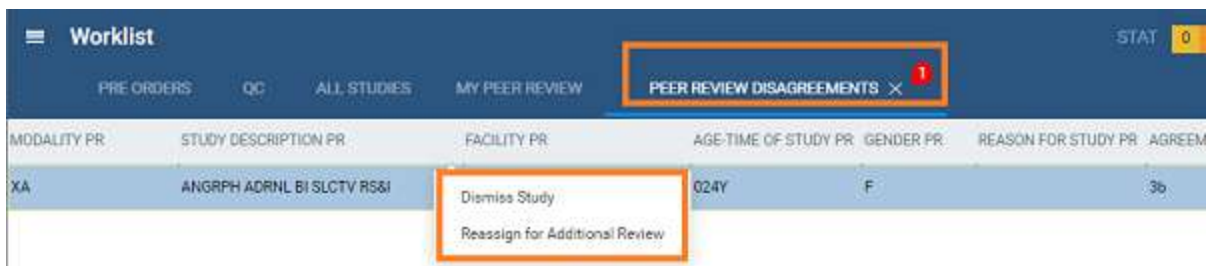 Worklist
STAT 0
PRE ORDERS QC ALL STUDIES MY PEER REVIEW PEER REVIEW DISAGREEMENTS × 1
MODALITY PR STUDY DESCRIPTION PR FACILITY PR AGE-TIME OF STUDY PR GENDER PR REASON FOR STUDY PR AGREEM
XA ANGRPH ADRNL BI SLCTV RS&I 024Y F 3b
Dismiss Study
Reassign for Additional Review